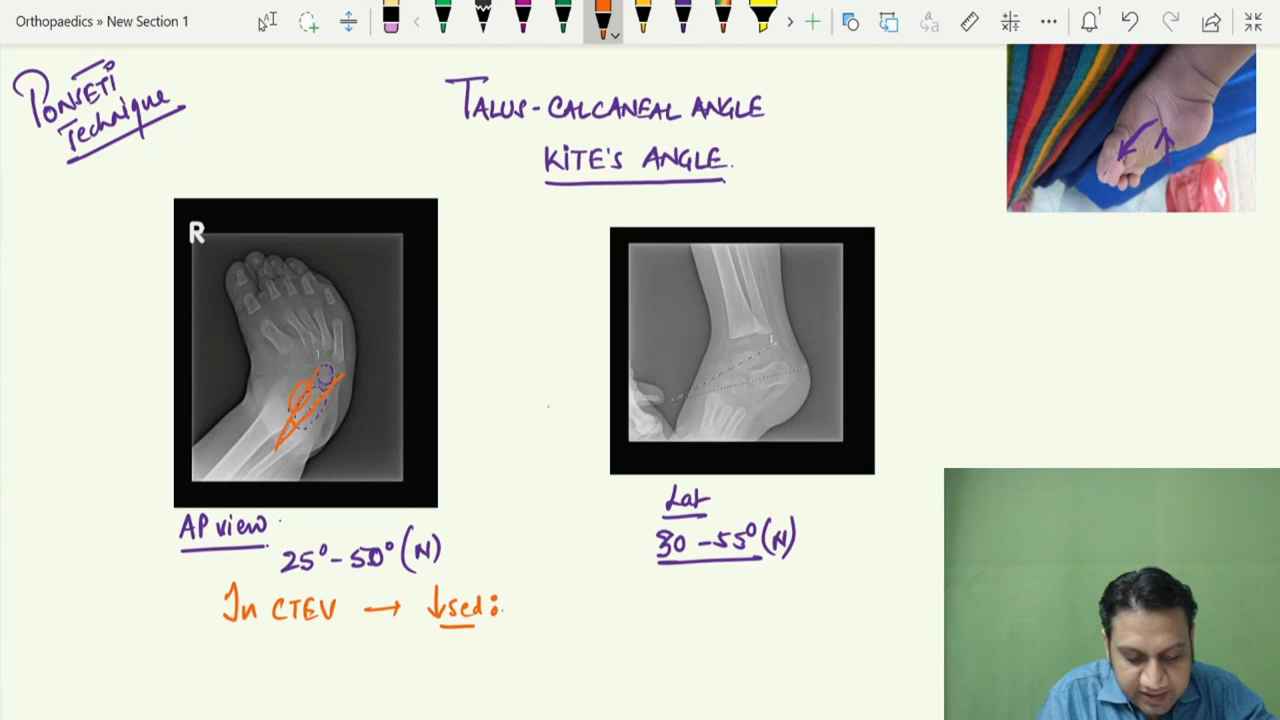 Orthopaedics » New Section 1
PONSETI
Technique
TALUS-CALCANEAL ANGLE
KITE'S ANGLE.
R
AP view
25° - 50° (N)
In CTEV → ↓sed:
Lat
30 - 55° (N)